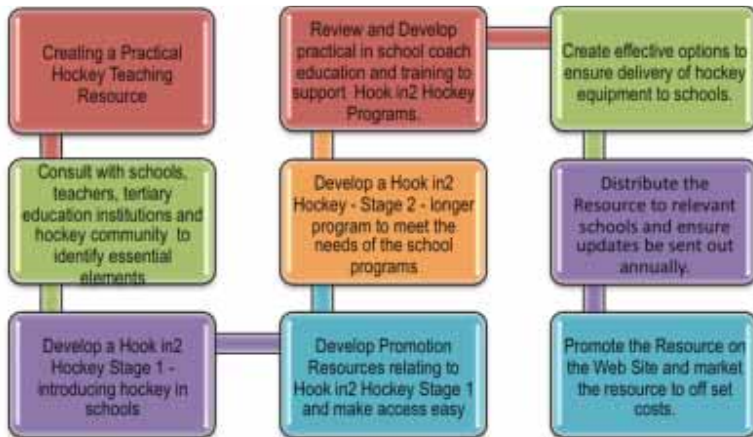 Creating a Practical
Hockey Teaching
Resource
Consult with schools,
teachers, tertiary
education institutions and
hockey community to
identify essential
elements
Develop a Hook in2
Hockey Stage 1 -
introducing hockey in
schools
Develop Promotion
Resources relating to
Hook in2 Hockey Stage 1
and make access easy
Develop a Hook in2
Hockey - Stage 2 - longer
program to meet the
needs of the school
programs
Review and Develop
practical in school coach
education and training to
support Hook in2 Hockey
Programs.
Create effective options to
ensure delivery of hockey
equipment to schools.
Distribute the
Resource to relevant
schools and ensure
updates be sent out
annually.
Promote the Resource on
the Web Site and market
the resource to off set
costs.